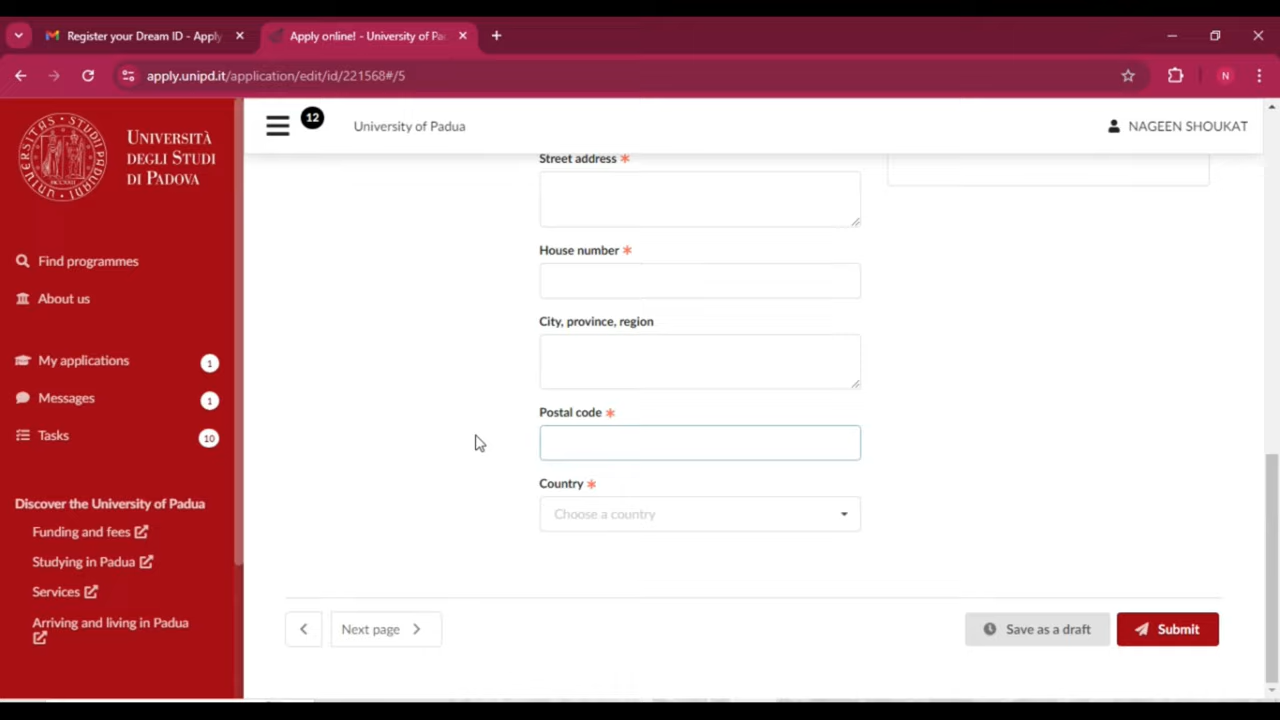 Register your Dream ID - Apply
Apply online! - University of Pad
apply.unipd.it/application/edit/id/221568#/5
N
UNIVERSITÀ
DEGLI STUDI
DI PADOVA
12
University of Padua
NAGEEN SHOUKAT
Find programmes
About us
My applications
1
Messages
1
Tasks
10
Discover the University of Padua
Funding and fees
Studying in Padua
Services
Arriving and living in Padua
Street address *
House number *
City, province, region
Postal code *
Country *
Choose a country
Next page
Save as a draft
Submit